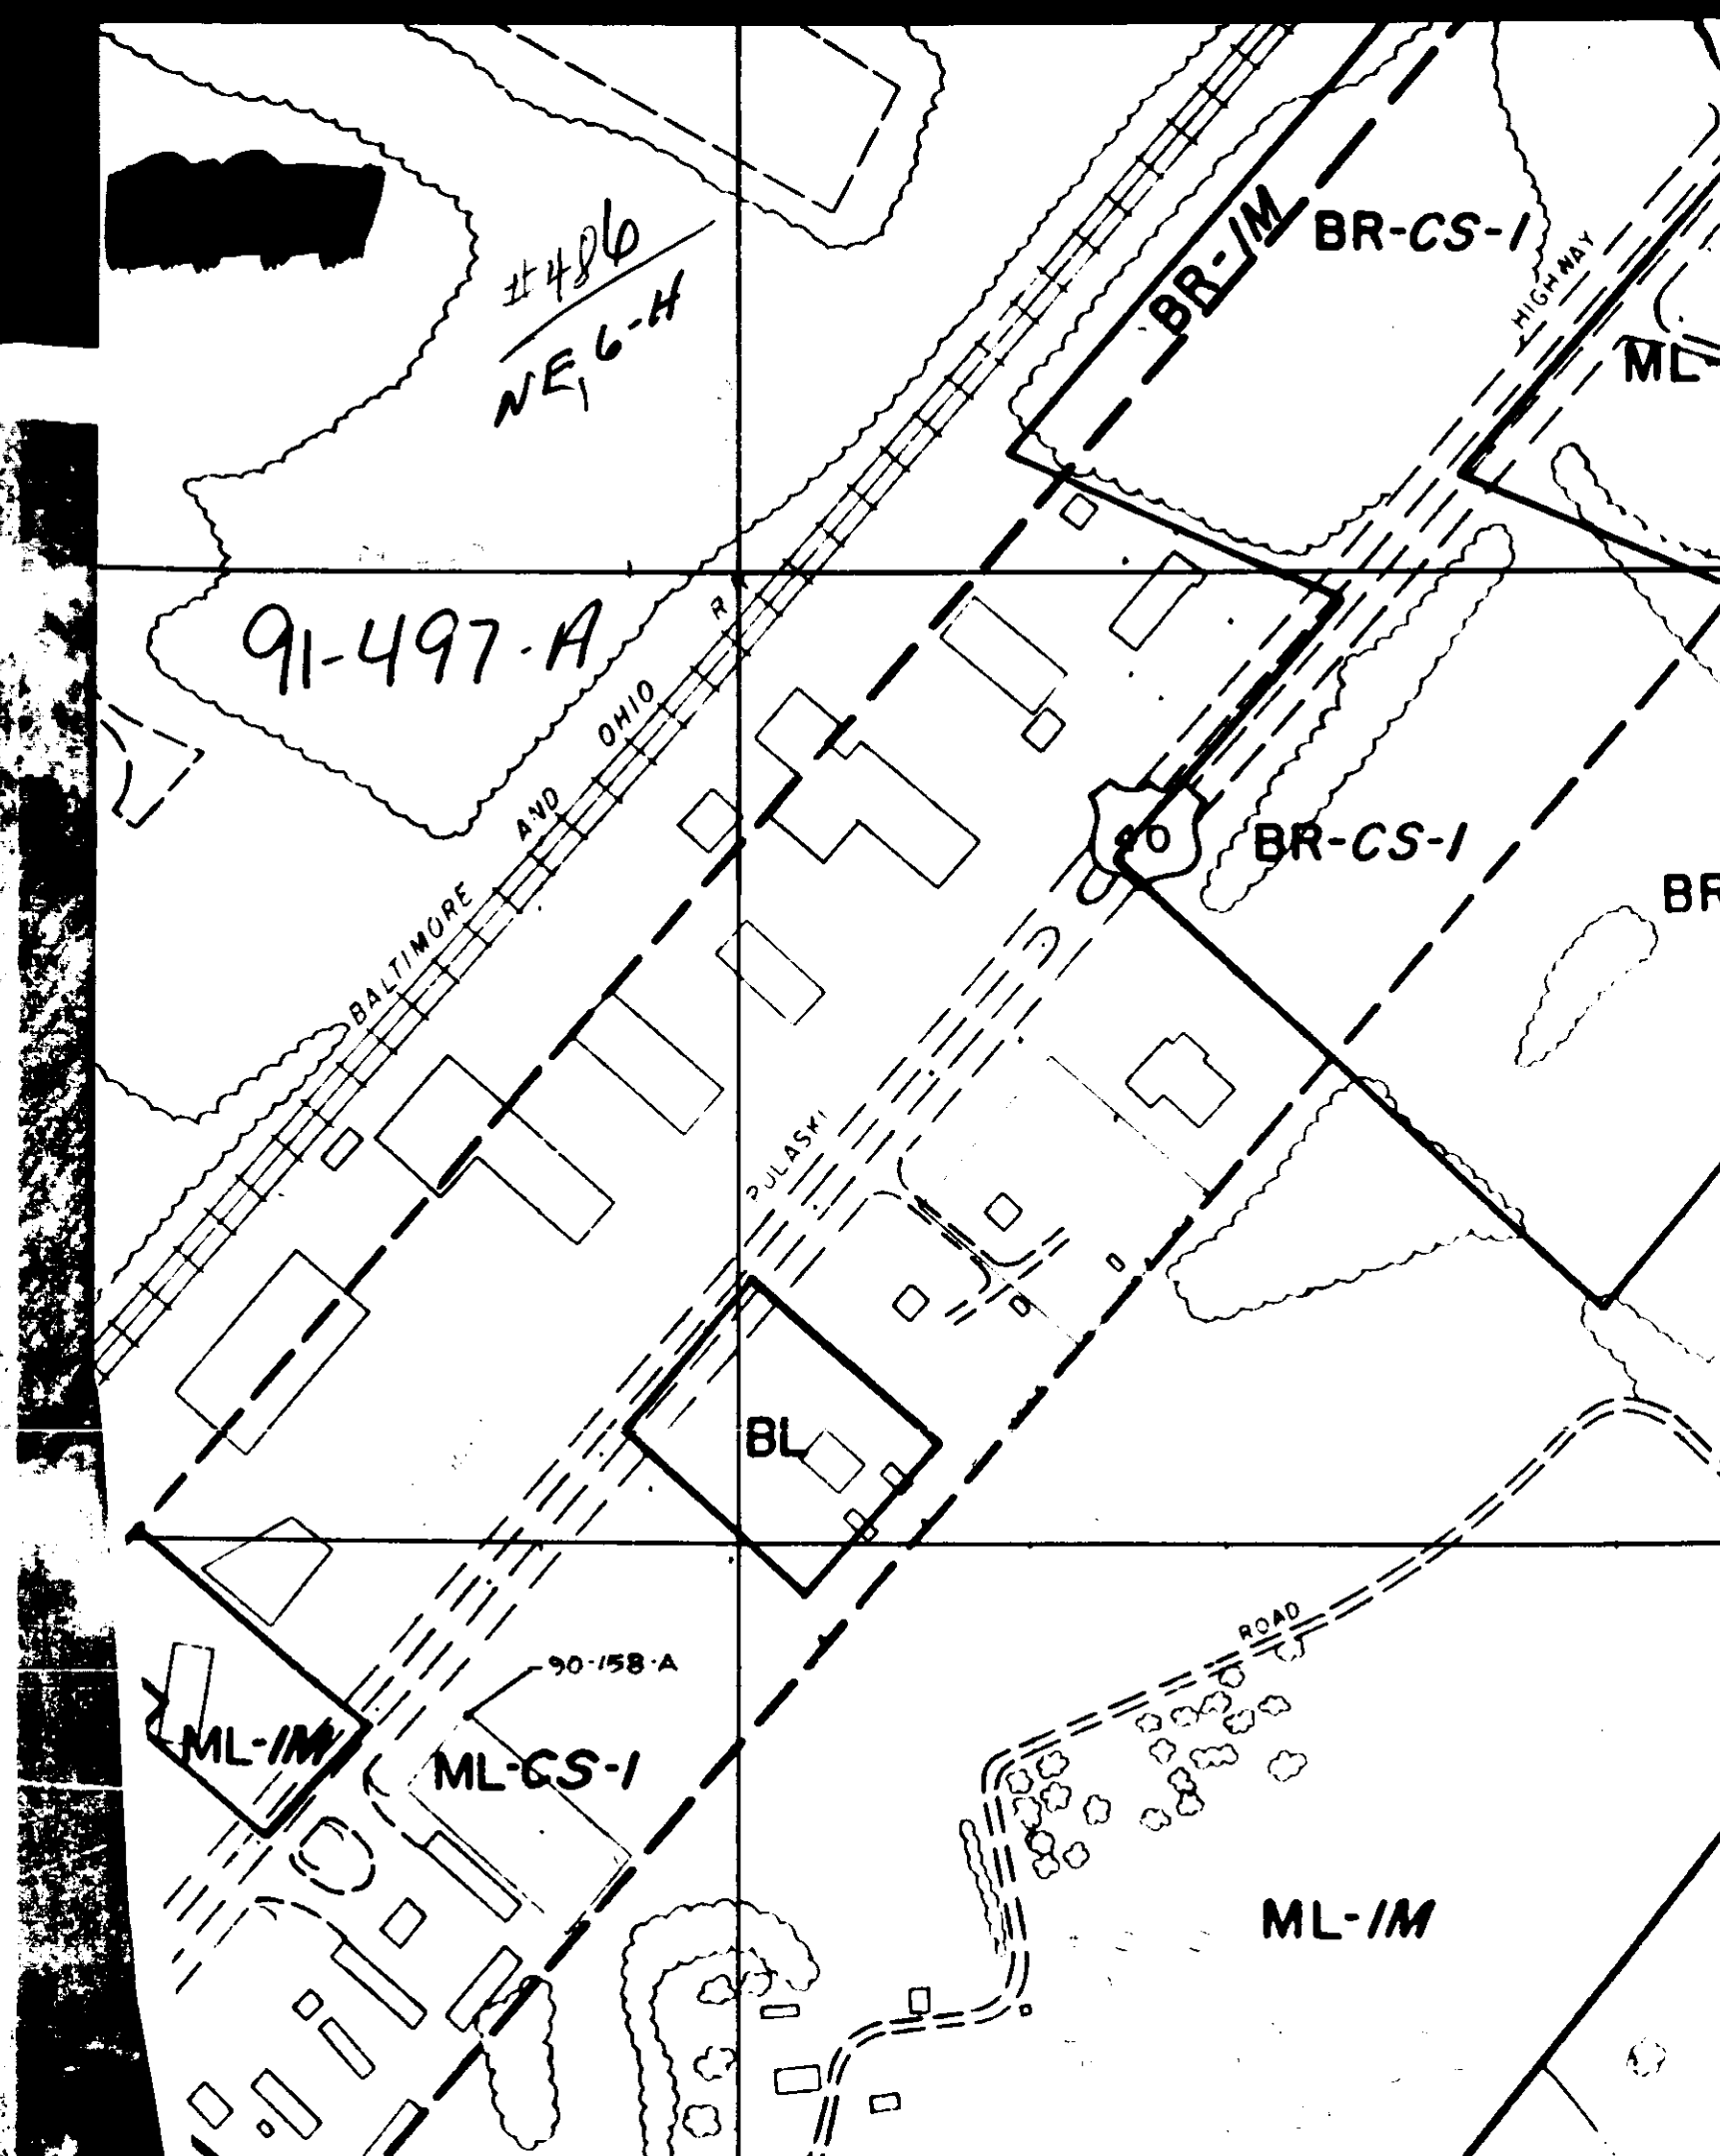 #486
NE, 6-H
BR-IM
BR-CS-1
HIGHWAY
ML-
91-497-A
BALTIMORE AND OHIO R
40
BR-CS-1
BR
PULASKI
BL
ROAD
90-158-A
ML-IM
ML-CS-1
ML-IM